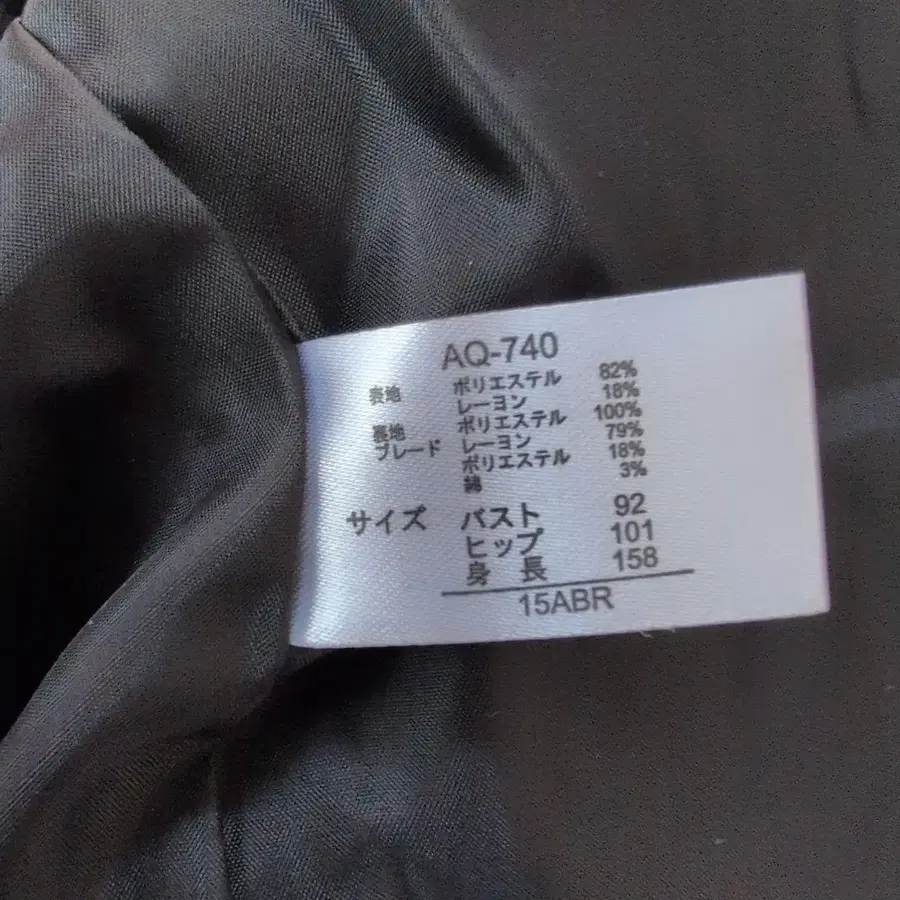 AQ-740
表地 ポリエステル 82%
レーヨン 18%
裏地 ポリエステル 100%
ブレード レーヨン 79%
ポリエステル 18%
綿 3%
サイズ バスト 92
ヒップ 101
身 長 158
15ABR